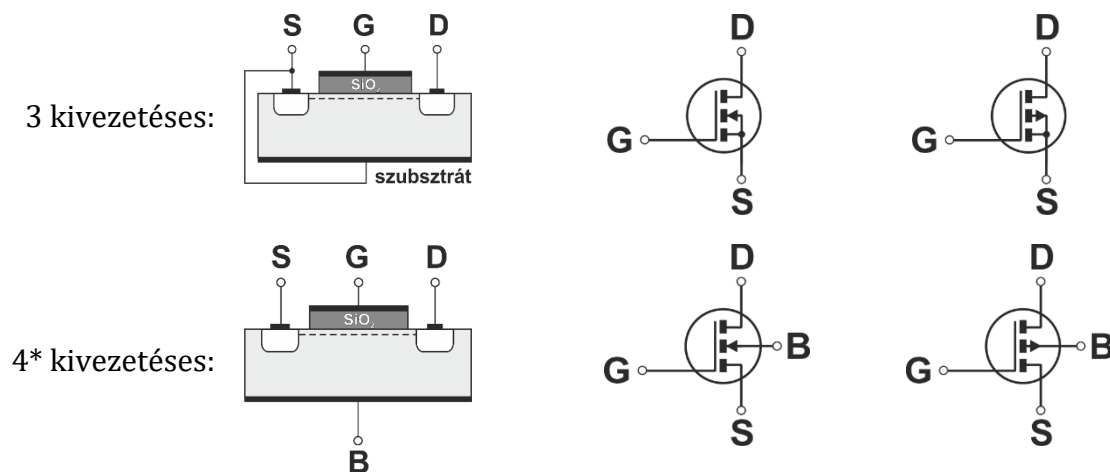 S G D
SiO₂
3 kivezetéses:
szubsztrát
D
G
S
D
G
S
S G D
SiO₂
4* kivezetéses:
B
D
B
G
S
D
B
G
S